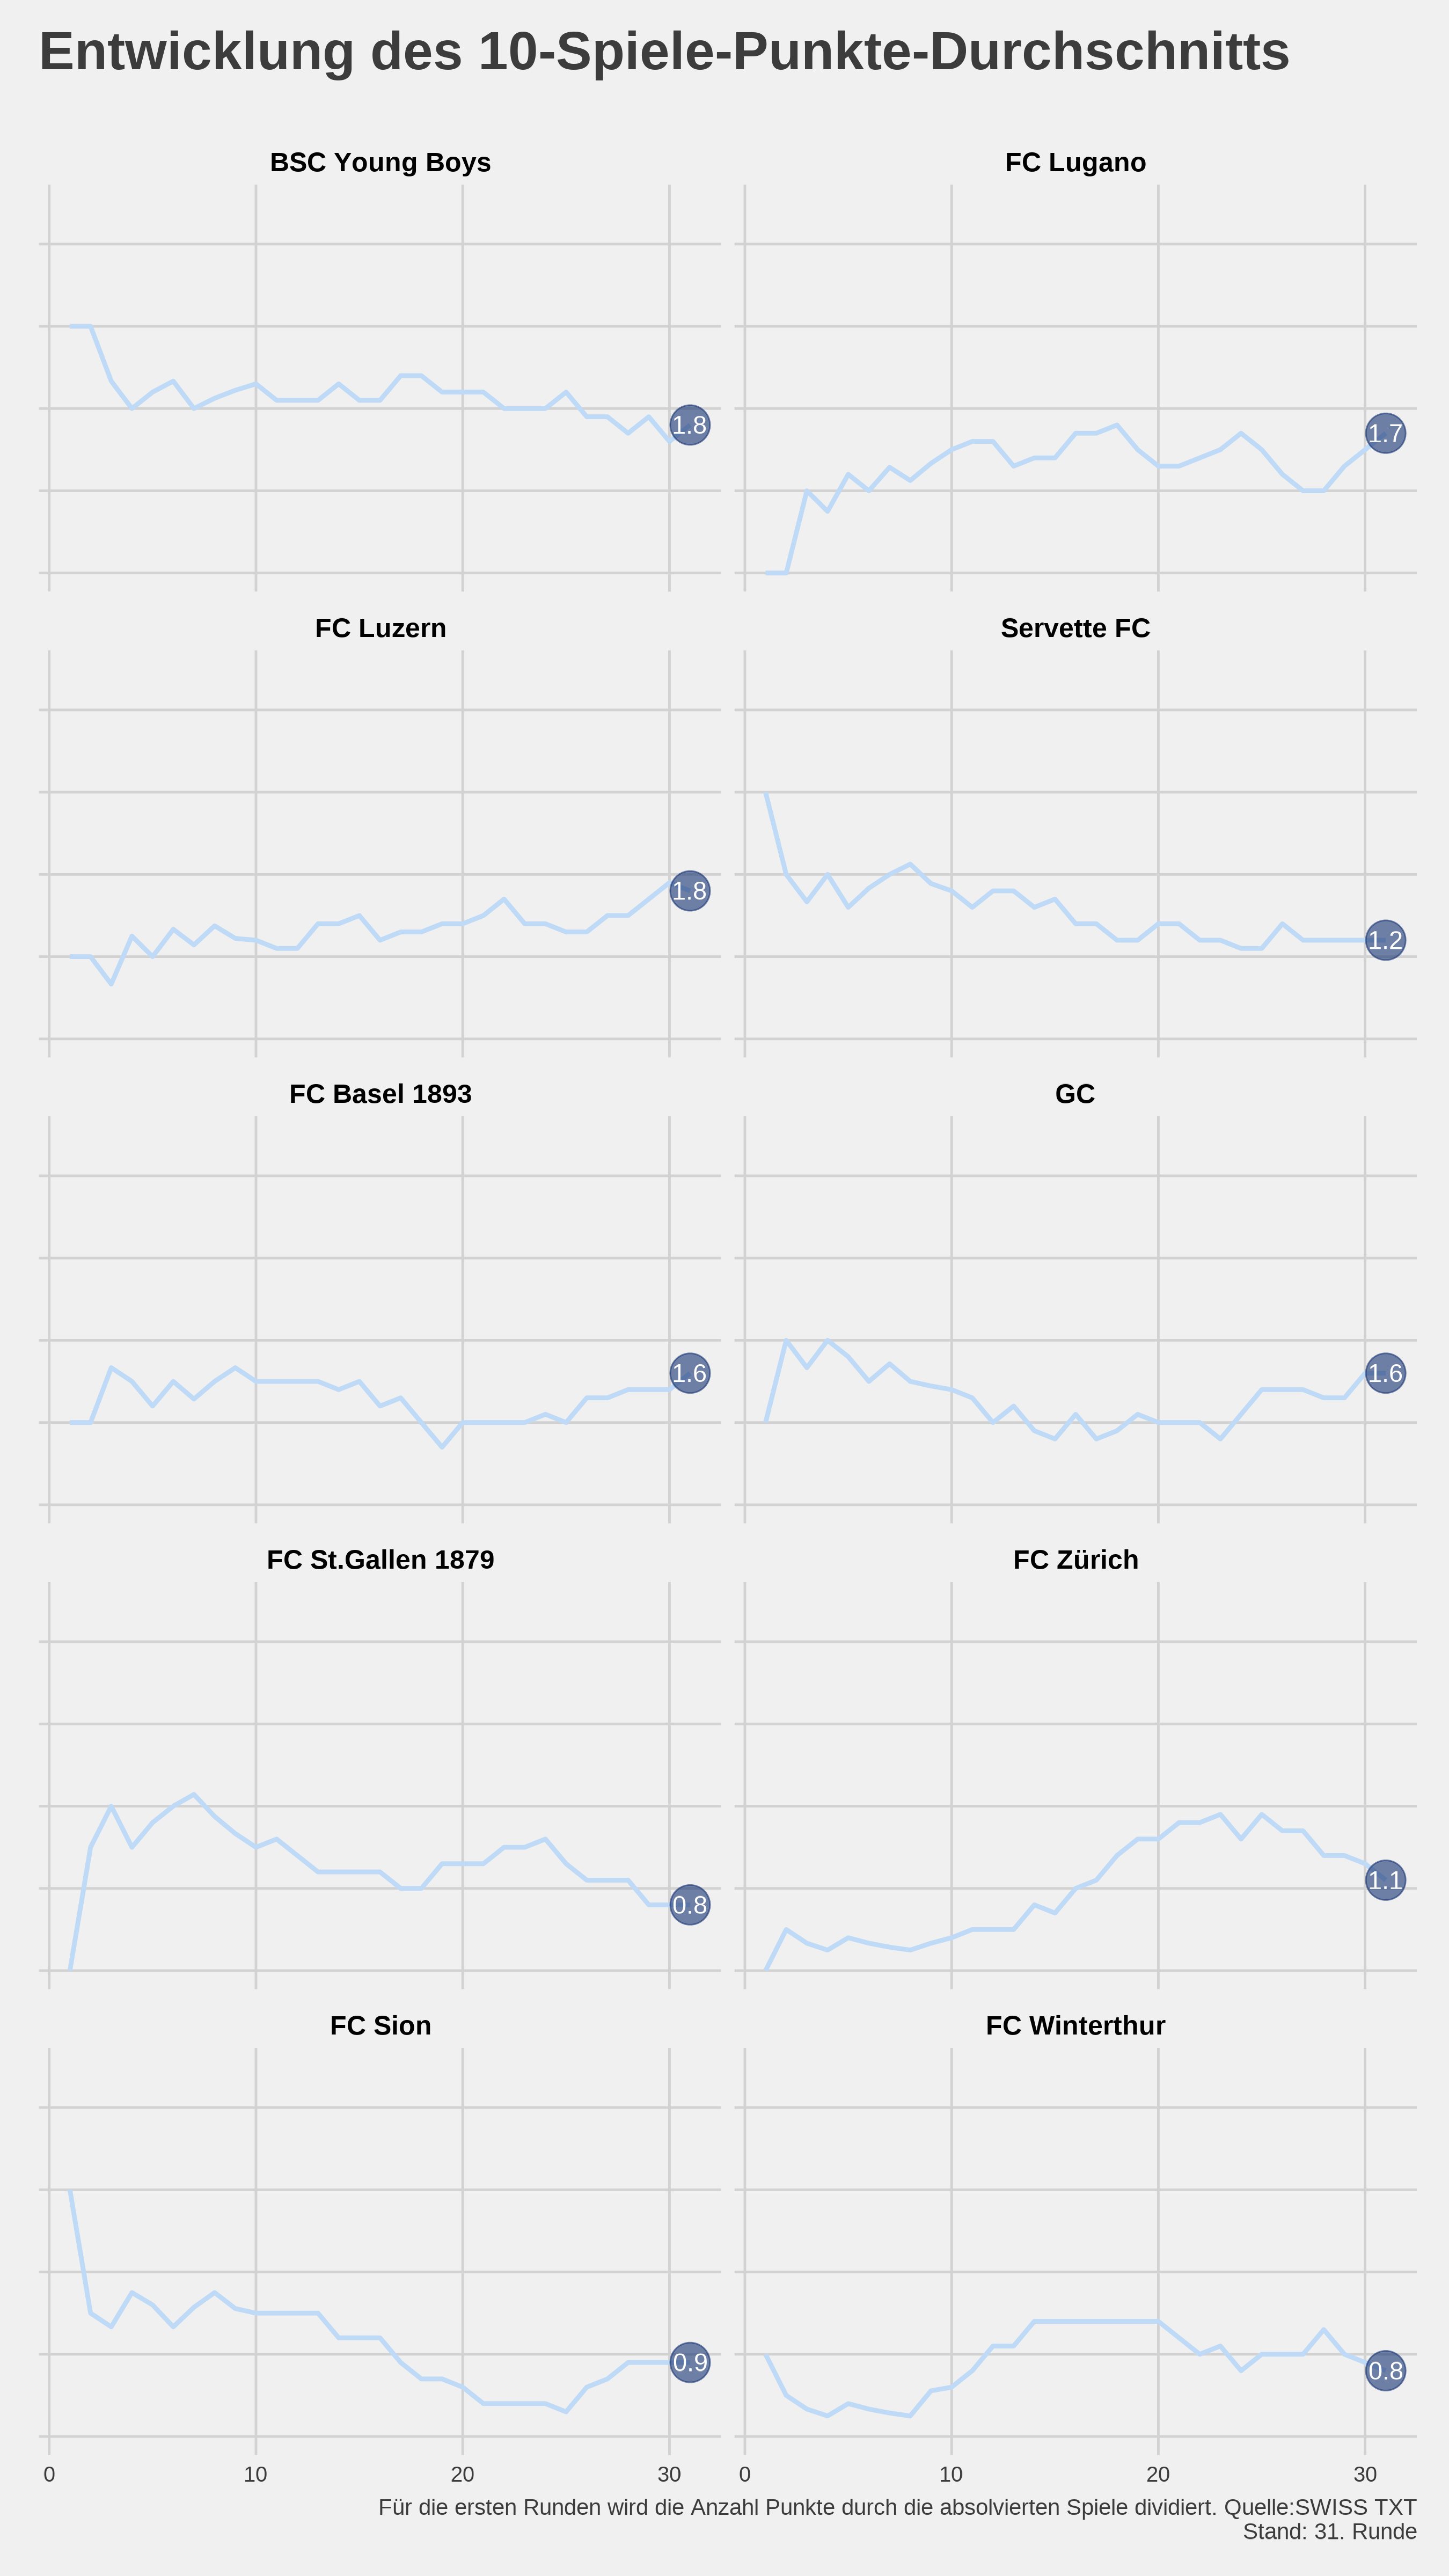 Entwicklung des 10-Spiele-Punkte-Durchschnitts
BSC Young Boys
FC Lugano
1.8
1.7
FC Luzern
Servette FC
1.8
1.2
FC Basel 1893
GC
1.6
1.6
FC St.Gallen 1879
FC Zürich
0.8
1.1
FC Sion
FC Winterthur
0.9
0.8
0 10 20 30 0 10 20 30
Für die ersten Runden wird die Anzahl Punkte durch die absolvierten Spiele dividiert. Quelle:SWISS TXT
Stand: 31. Runde